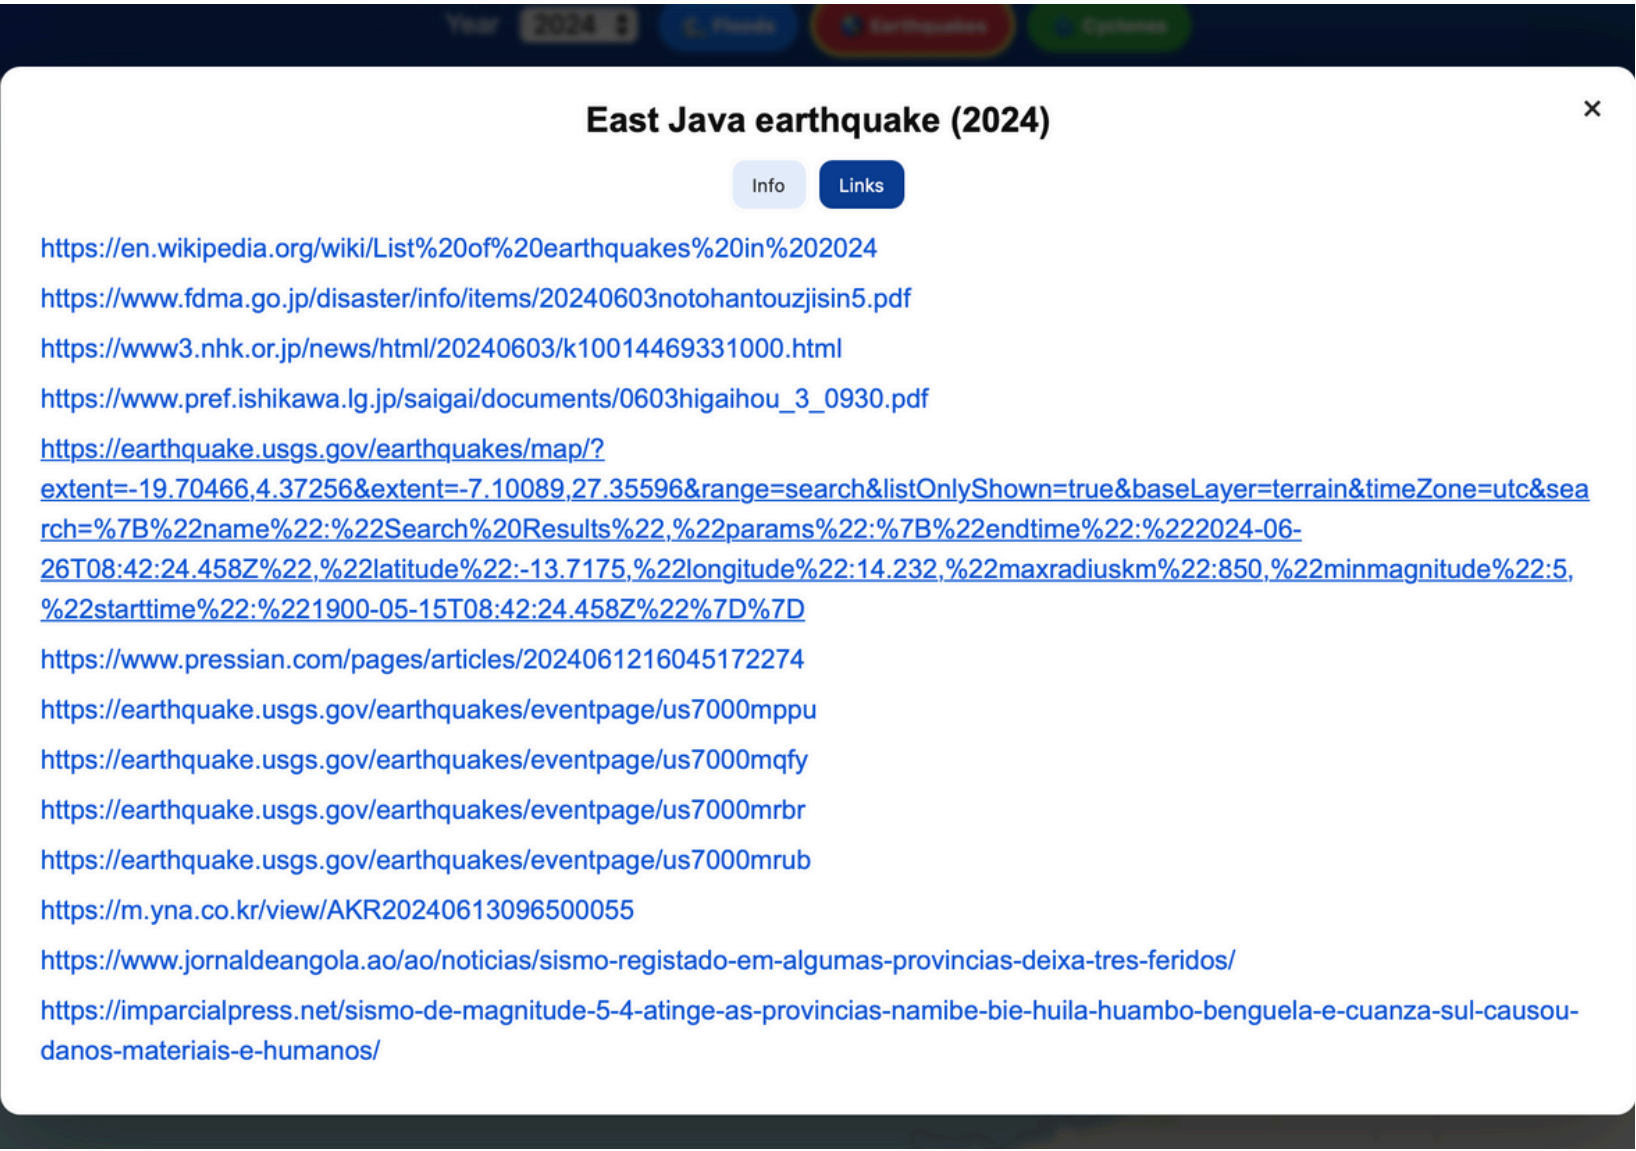 Year 2024 Floods Earthquakes Cyclones
East Java earthquake (2024)
×
Info Links
https://en.wikipedia.org/wiki/List%20of%20earthquakes%20in%202024
https://www.fdma.go.jp/disaster/info/items/20240603notohantouzjisin5.pdf
https://www3.nhk.or.jp/news/html/20240603/k10014469331000.html
https://www.pref.ishikawa.lg.jp/saigai/documents/0603higaihou_3_0930.pdf
https://earthquake.usgs.gov/earthquakes/map/?
extent=-19.70466,4.37256&extent=-7.10089,27.35596&range=search&listOnlyShown=true&baseLayer=terrain&timeZone=utc&sea
rch=%7B%22name%22:%22Search%20Results%22,%22params%22:%7B%22endtime%22:%222024-06-
26T08:42:24.458Z%22,%22latitude%22:-13.7175,%22longitude%22:14.232,%22maxradiuskm%22:850,%22minmagnitude%22:5,
%22starttime%22:%221900-05-15T08:42:24.458Z%22%7D%7D
https://www.pressian.com/pages/articles/2024061216045172274
https://earthquake.usgs.gov/earthquakes/eventpage/us7000mppu
https://earthquake.usgs.gov/earthquakes/eventpage/us7000mqfy
https://earthquake.usgs.gov/earthquakes/eventpage/us7000mrbr
https://earthquake.usgs.gov/earthquakes/eventpage/us7000mrub
https://m.yna.co.kr/view/AKR20240613096500055
https://www.jornaldeangola.ao/ao/noticias/sismo-registado-em-algumas-provincias-deixa-tres-feridos/
https://imparcialpress.net/sismo-de-magnitude-5-4-atinge-as-provincias-namibe-bie-huila-huambo-benguela-e-cuanza-sul-causou-
danos-materiais-e-humanos/